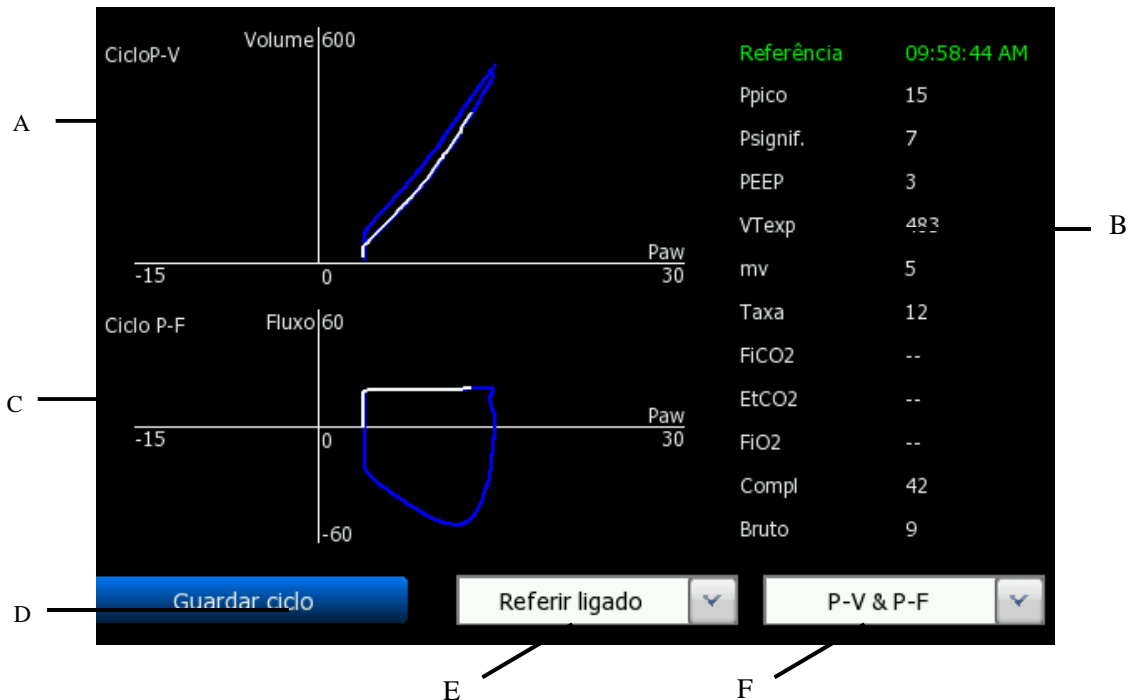 CicloP-V
Volume 600
Paw
-15 0 30
Ciclo P-F
Fluxo 60
Paw
-15 0 30
-60
Referência 09:58:44 AM
Ppico 15
Psignif. 7
PEEP 3
VTexp 483
mv 5
Taxa 12
FiCO2 --
EtCO2 --
FiO2 --
Compl 42
Bruto 9
Guardar ciclo
Referir ligado
P-V & P-F
A
B
C
D
E
F